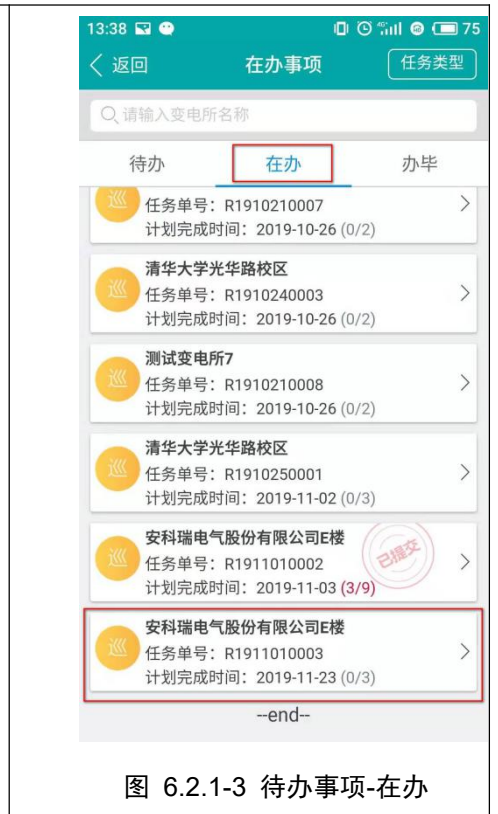 13:38 75
返回 在办事项 任务类型
请输入变电所名称
待办 在办 办毕
巡
任务单号：R1910210007
计划完成时间：2019-10-26 (0/2)
清华大学光华路校区
巡
任务单号：R1910240003
计划完成时间：2019-10-26 (0/2)
测试变电所7
巡
任务单号：R1910210008
计划完成时间：2019-10-26 (0/2)
清华大学光华路校区
巡
任务单号：R1910250001
计划完成时间：2019-11-02 (0/3)
安科瑞电气股份有限公司E楼
巡
任务单号：R1911010002
已提交
计划完成时间：2019-11-03 (3/9)
安科瑞电气股份有限公司E楼
巡
任务单号：R1911010003
计划完成时间：2019-11-23 (0/3)
--end--
图 6.2.1-3 待办事项-在办